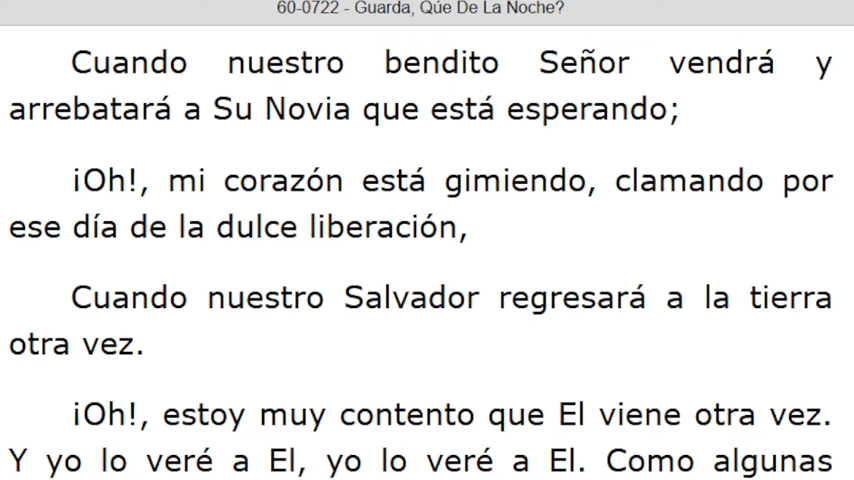 60-0722 - Guarda, Qúe De La Noche?
Cuando nuestro bendito Señor vendrá y
arrebatará a Su Novia que está esperando;
¡Oh!, mi corazón está gimiendo, clamando por
ese día de la dulce liberación,
Cuando nuestro Salvador regresará a la tierra
otra vez.
¡Oh!, estoy muy contento que El viene otra vez.
Y yo lo veré a El, yo lo veré a El. Como algunas